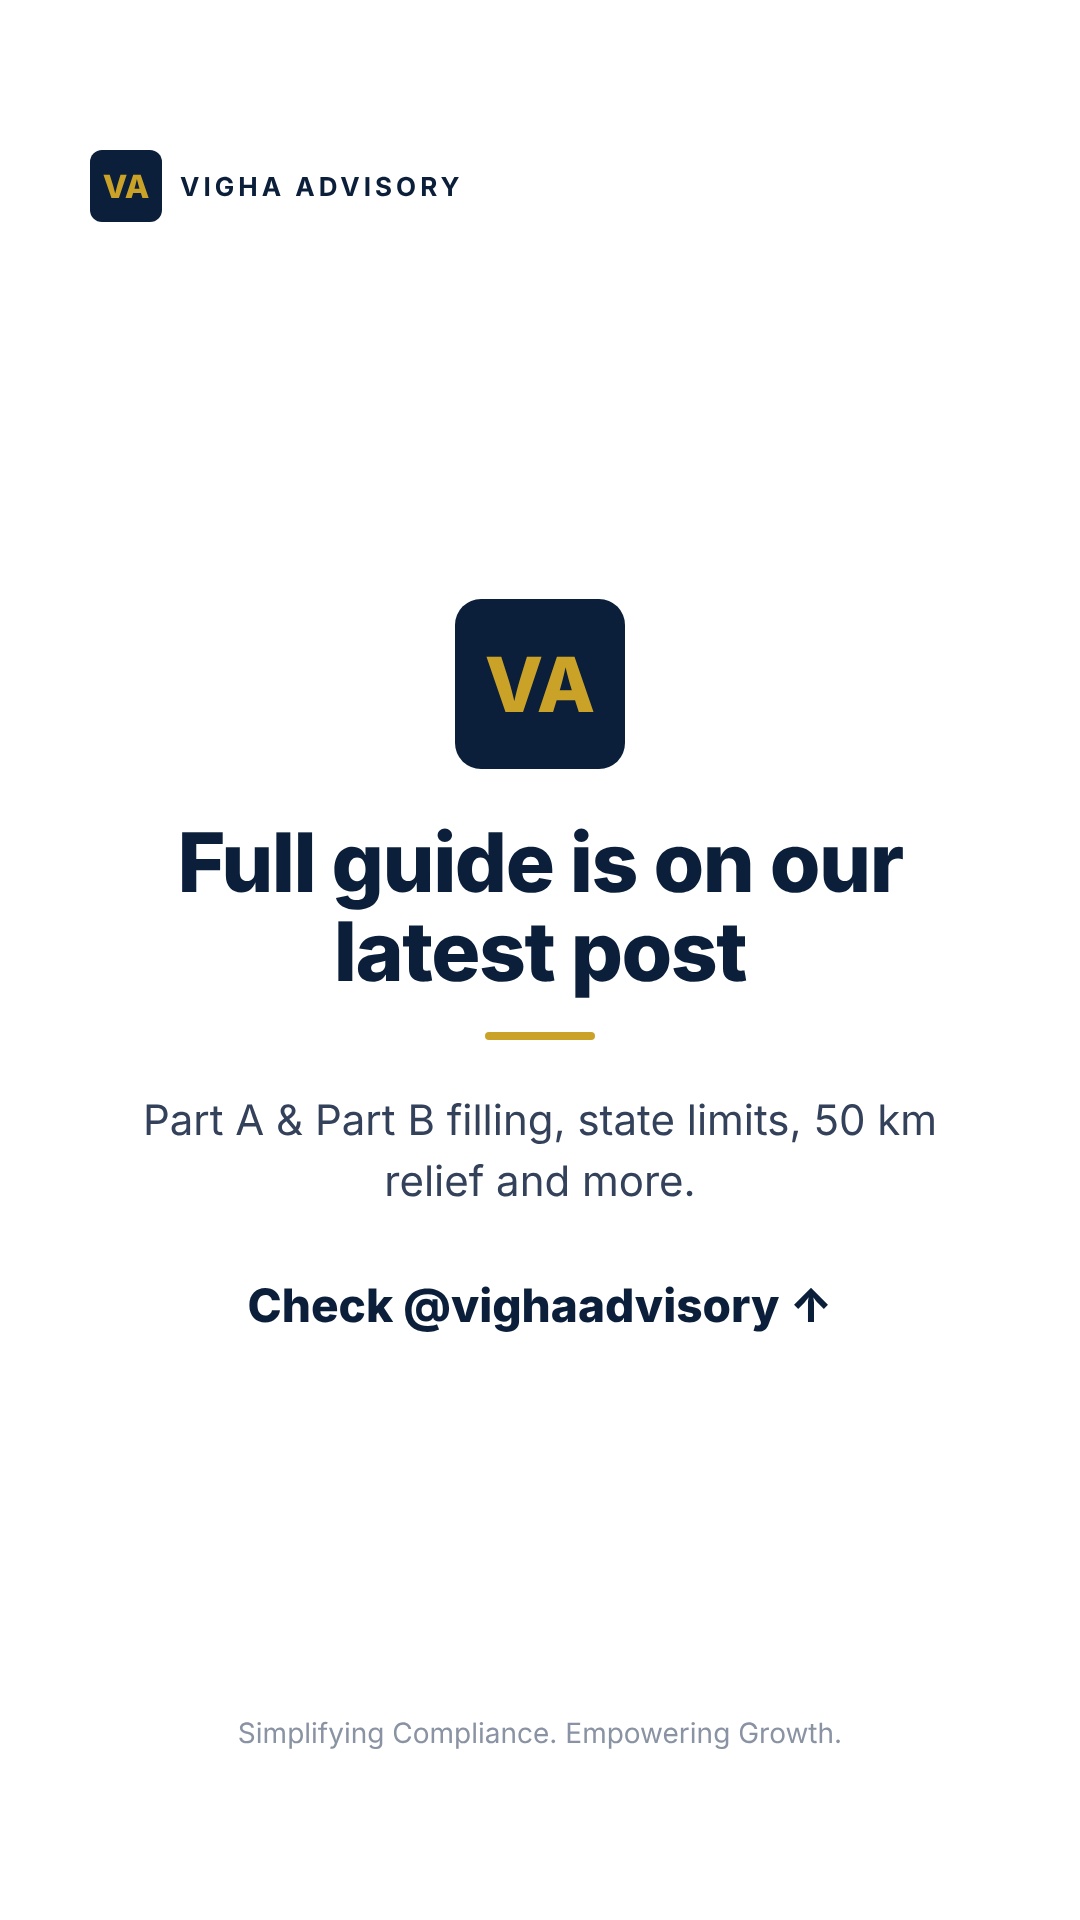 VA VIGHA ADVISORY
VA
Full guide is on our
latest post
Part A & Part B filling, state limits, 50 km
relief and more.
Check @vighaadvisory ↑
Simplifying Compliance. Empowering Growth.